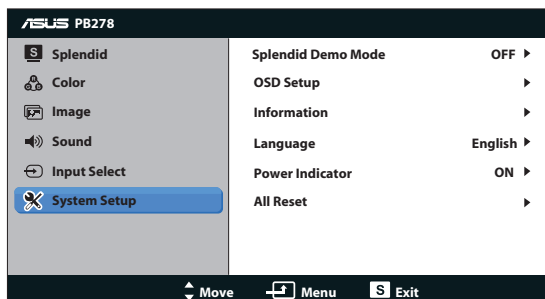 ASUS PB278
S Splendid
Color
Image
Sound
Input Select
System Setup
Splendid Demo Mode OFF
OSD Setup
Information
Language English
Power Indicator ON
All Reset
Move Menu S Exit